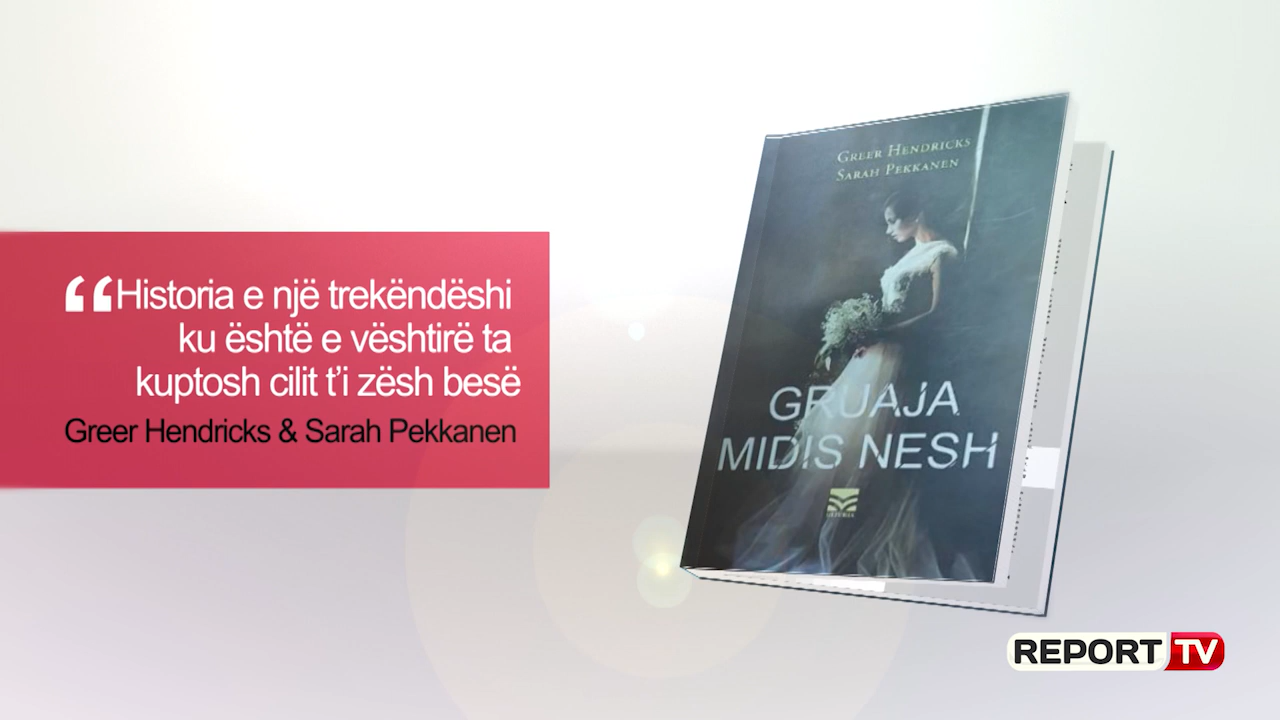 “Historia e një trekëndëshi
ku është e vështirë ta
kuptosh cilit t’i zësh besë
Greer Hendricks & Sarah Pekkanen
GREER HENDRICKS
SARAH PEKKANEN
GRUAJA
MIDIS NESH
REPORT TV